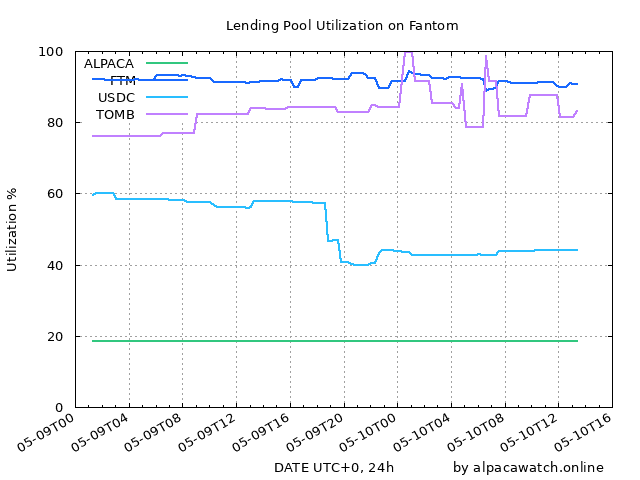 Lending Pool Utilization on Fantom
100
80
60
40
20
0
Utilization %
ALPACA
FTM
USDC
TOMB
05-09T00
05-09T04
05-09T08
05-09T12
05-09T16
05-09T20
05-10T00
05-10T04
05-10T08
05-10T12
05-10T16
DATE UTC+0, 24h
by alpacawatch.online